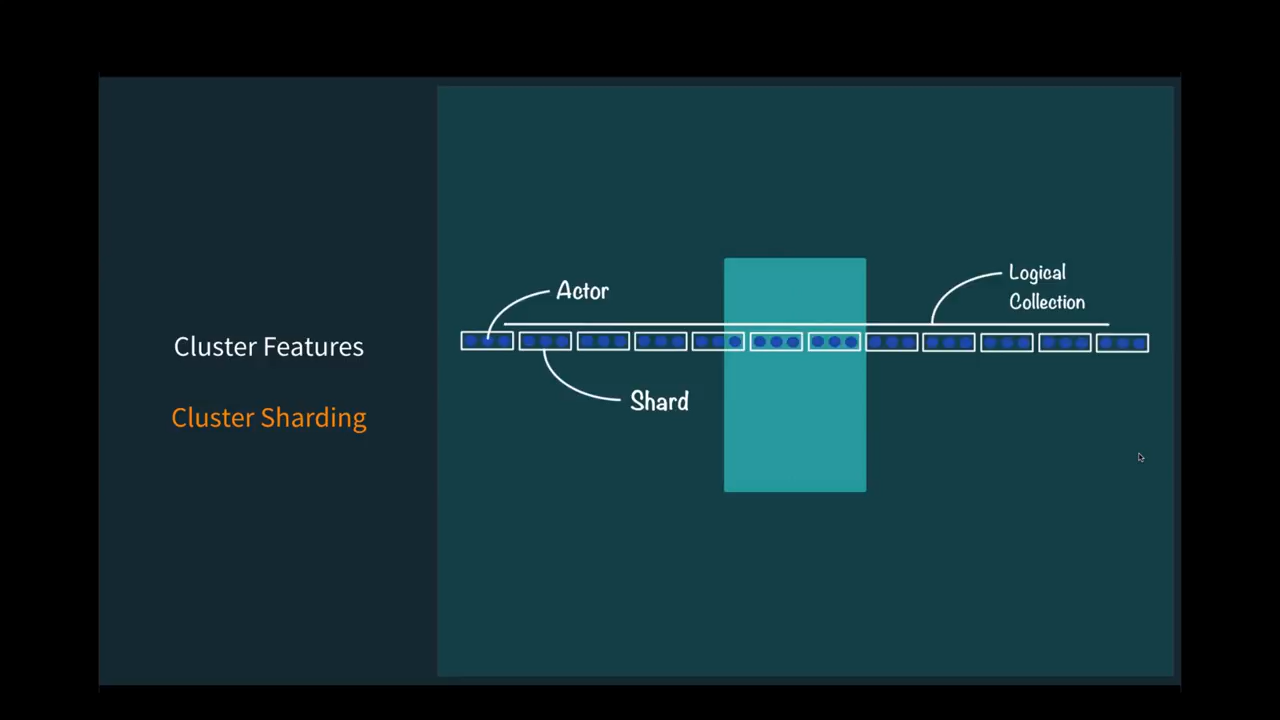 Cluster Features
Cluster Sharding
Actor
Shard
Logical
Collection